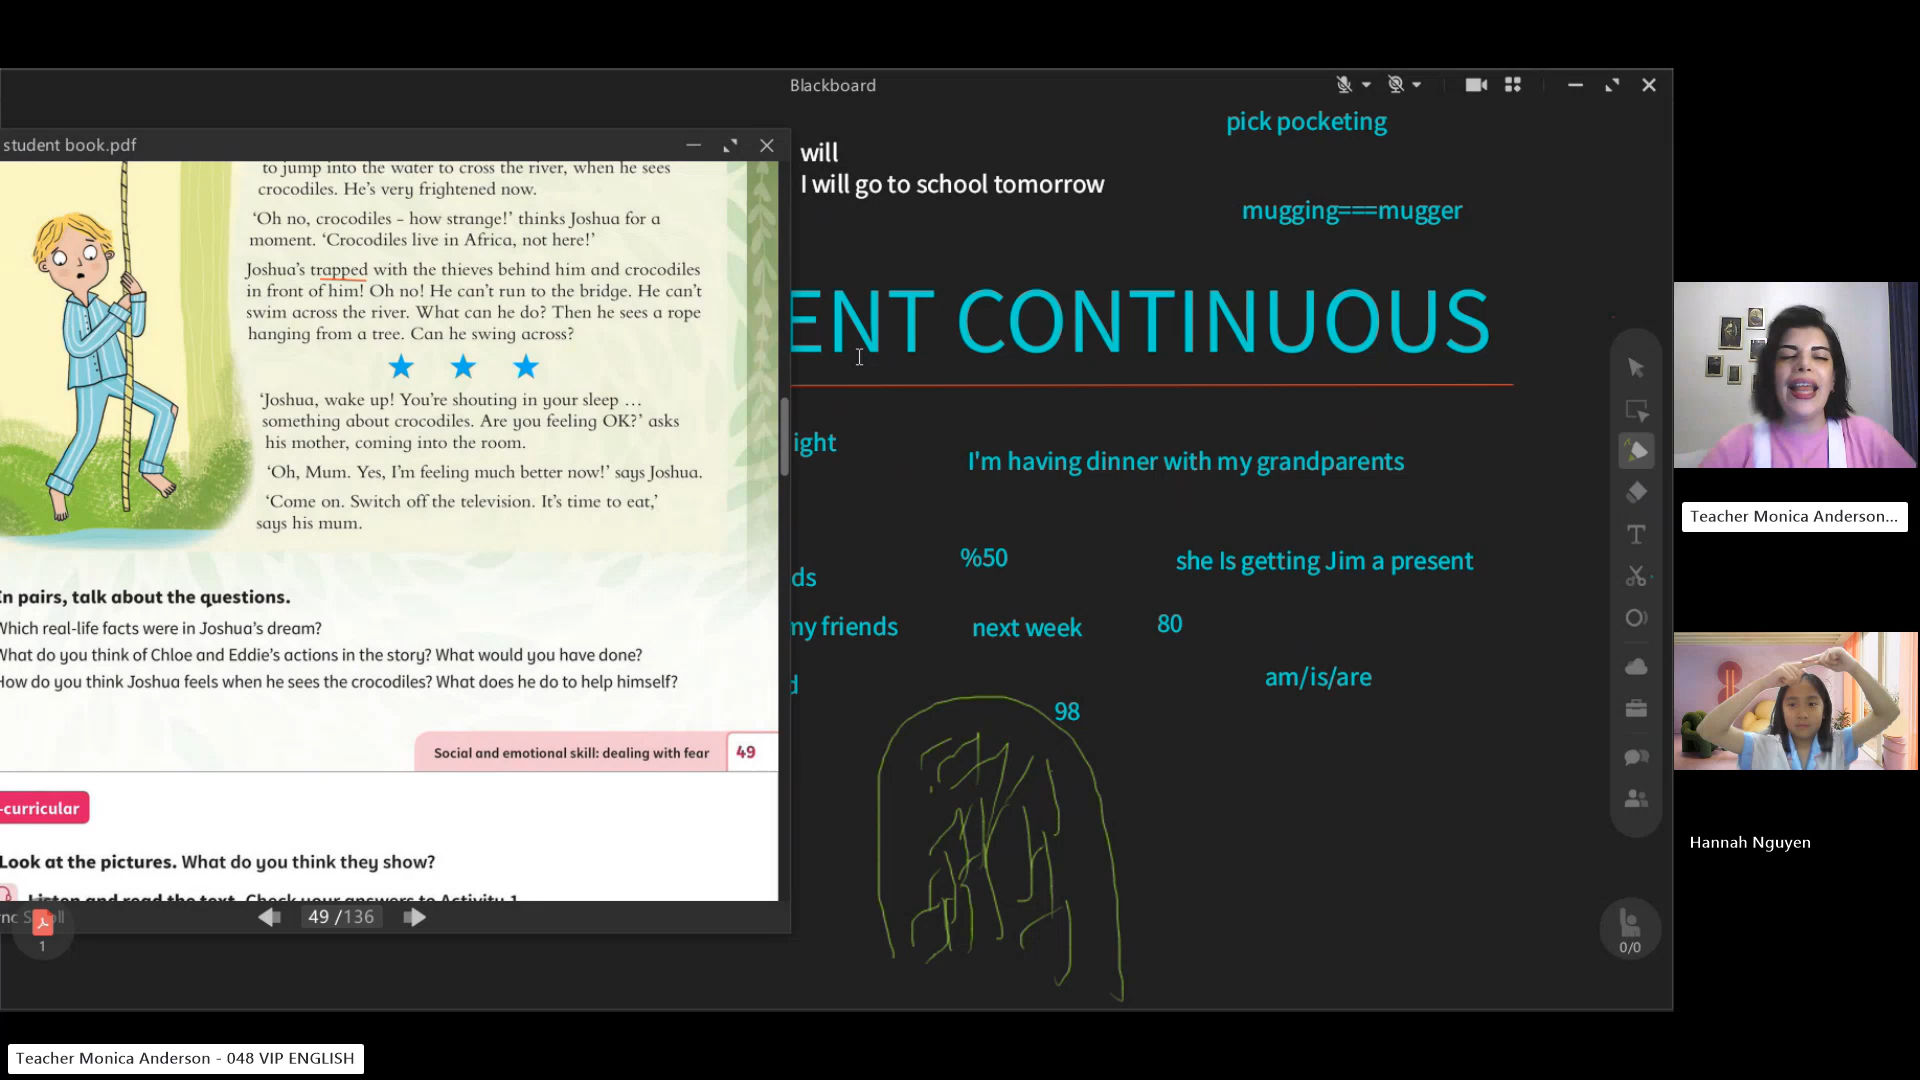 Blackboard
student book.pdf
to jump into the water to cross the river, when he sees
crocodiles. He's very frightened now.
'Oh no, crocodiles – how strange!' thinks Joshua for a
moment. 'Crocodiles live in Africa, not here!'
Joshua's trapped with the thieves behind him and crocodiles
in front of him! Oh no! He can't run to the bridge. He can't
swim across the river. What can he do? Then he sees a rope
hanging from a tree. Can he swing across?
'Joshua, wake up! You're shouting in your sleep …
something about crocodiles. Are you feeling OK?' asks
his mother, coming into the room.
'Oh, Mum. Yes, I'm feeling much better now!' says Joshua.
'Come on. Switch off the television. It's time to eat,'
says his mum.
In pairs, talk about the questions.
Which real-life facts were in Joshua's dream?
What do you think of Chloe and Eddie's actions in the story? What would you have done?
How do you think Joshua feels when he sees the crocodiles? What does he do to help himself?
Social and emotional skill: dealing with fear 49
-curricular
Look at the pictures. What do you think they show?
Listen and read the text. Check your answers to Activity 1
49 /136
1
pick pocketing
will
I will go to school tomorrow
mugging===mugger
ENT CONTINUOUS
ight
I'm having dinner with my grandparents
%50
she Is getting Jim a present
ds
my friends
next week
80
am/is/are
d
98
0/0
Teacher Monica Anderson...
Hannah Nguyen
Teacher Monica Anderson - 048 VIP ENGLISH